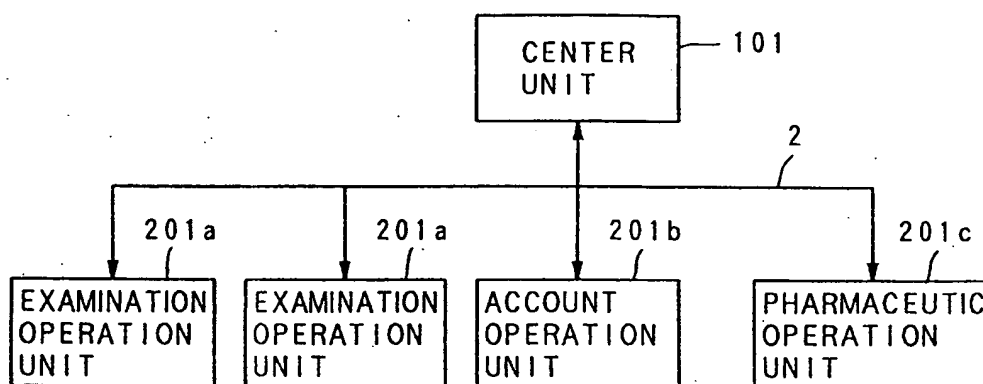 CENTER
UNIT
101
2
201a
201a
201b
201c
EXAMINATION
OPERATION
UNIT
EXAMINATION
OPERATION
UNIT
ACCOUNT
OPERATION
UNIT
PHARMACEUTIC
OPERATION
UNIT